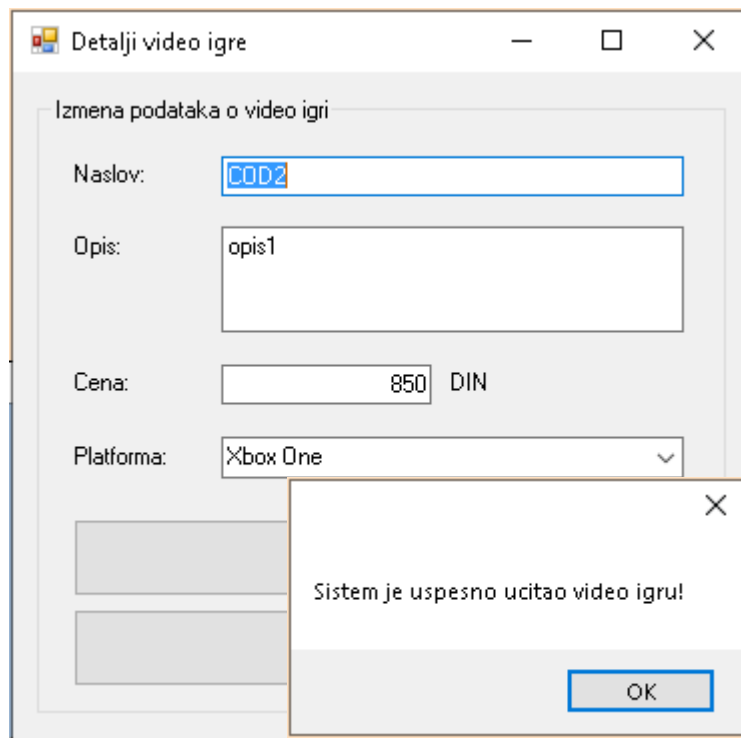 Detalji video igre
Izmena podataka o video igri
Naslov: COD2
Opis: opis1
Cena: 850 DIN
Platforma: Xbox One
Sistem je uspesno ucitao video igru!
OK